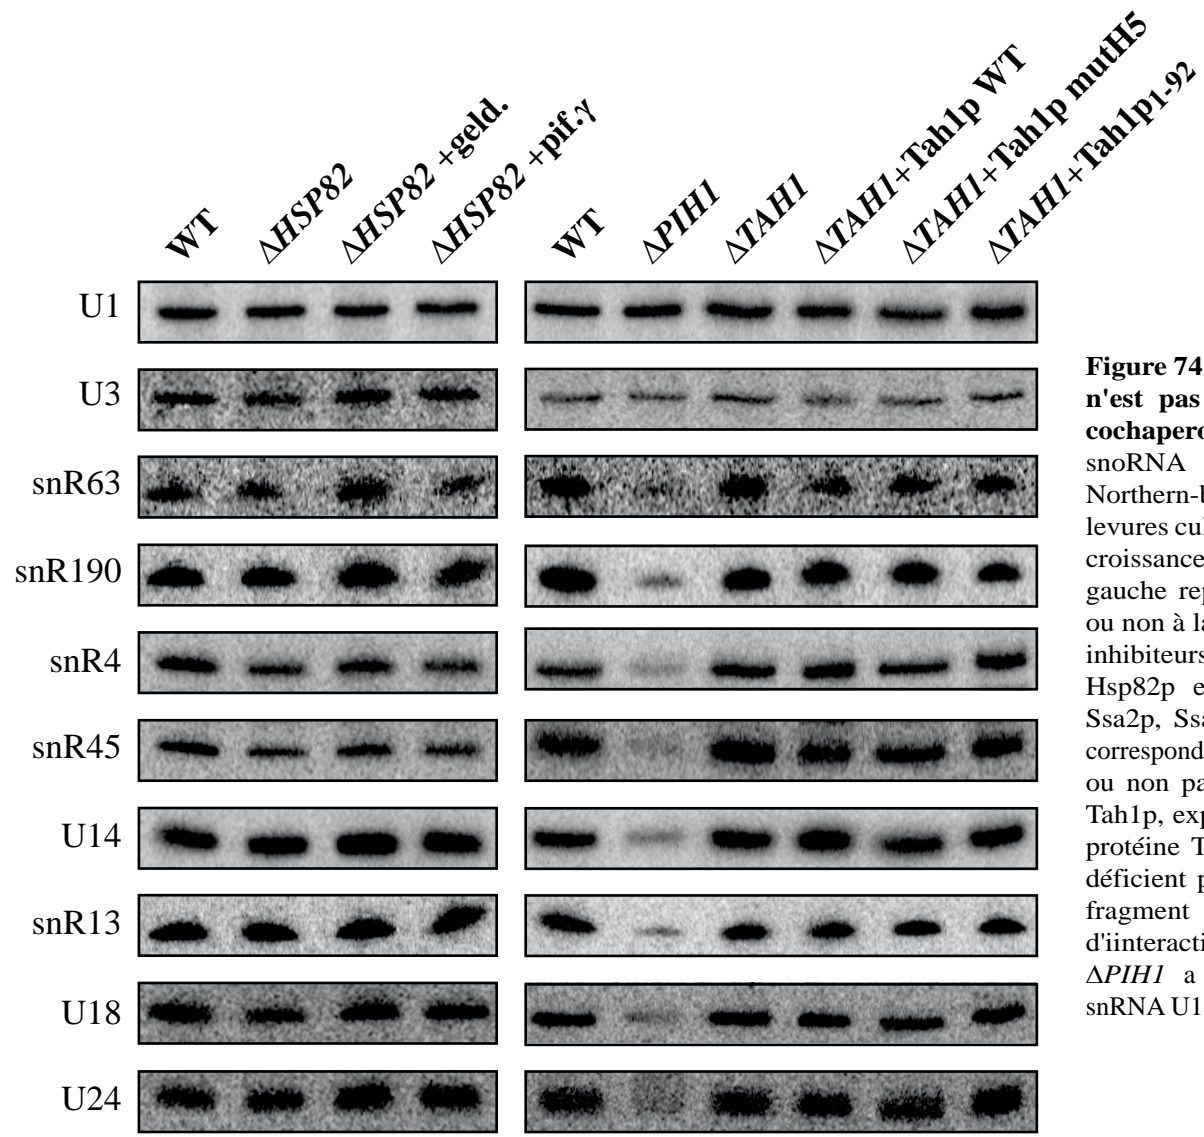 WT
ΔHSP82
ΔHSP82 +geld.
ΔHSP82 +pif.γ
WT
ΔPIH1
ΔTAH1
ΔTAH1+Tah1p WT
ΔTAH1+Tah1p mutH5
ΔTAH1+Tah1p1-92
U1
U3
snR63
snR190
snR4
snR45
U14
snR13
U18
U24
Figure 74
n'est pas
cochapero
snoRNA
Northern-b
levures cul
croissance
gauche rep
ou non à la
inhibiteurs
Hsp82p e
Ssa2p, Ssa
correspond
ou non pa
Tah1p, exp
protéine T
déficient p
fragment
d'iinteracti
ΔPIH1 a
snRNA U1